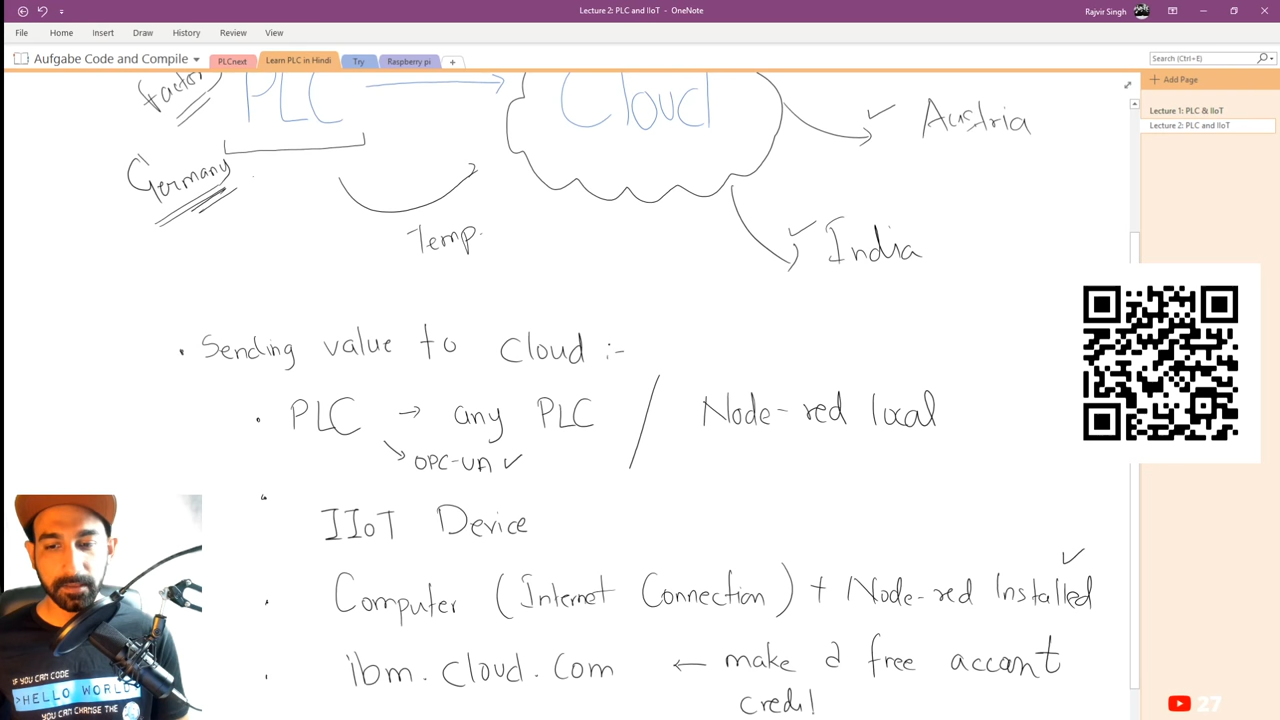 Lecture 2: PLC and IIoT - OneNote
Rajvir Singh
File Home Insert Draw History Review View
Aufgabe Code and Compile
PLCnext
Learn PLC in Hindi
Try
Raspberry pi
Search (Ctrl+E)
Add Page
Lecture 1: PLC & IIoT
Lecture 2: PLC and IIoT
Factor
PLC
Cloud
Austria
Germany
Temp.
India
• Sending value to Cloud :-
• PLC → any PLC / Node-red local
OPC-UA ✓
IIoT Device
Computer (Internet Connection) + Node-red Installed
ibm.cloud.com ← make a free accant
credi
IF YOU CAN CODE
>HELLO WORLD
YOU CAN CHANGE THE
27